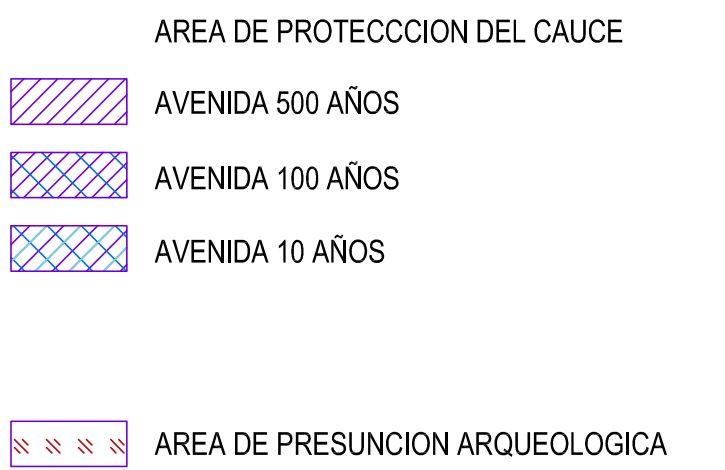 AREA DE PROTECCCION DEL CAUCE
AVENIDA 500 AÑOS
AVENIDA 100 AÑOS
AVENIDA 10 AÑOS
AREA DE PRESUNCION ARQUEOLOGICA